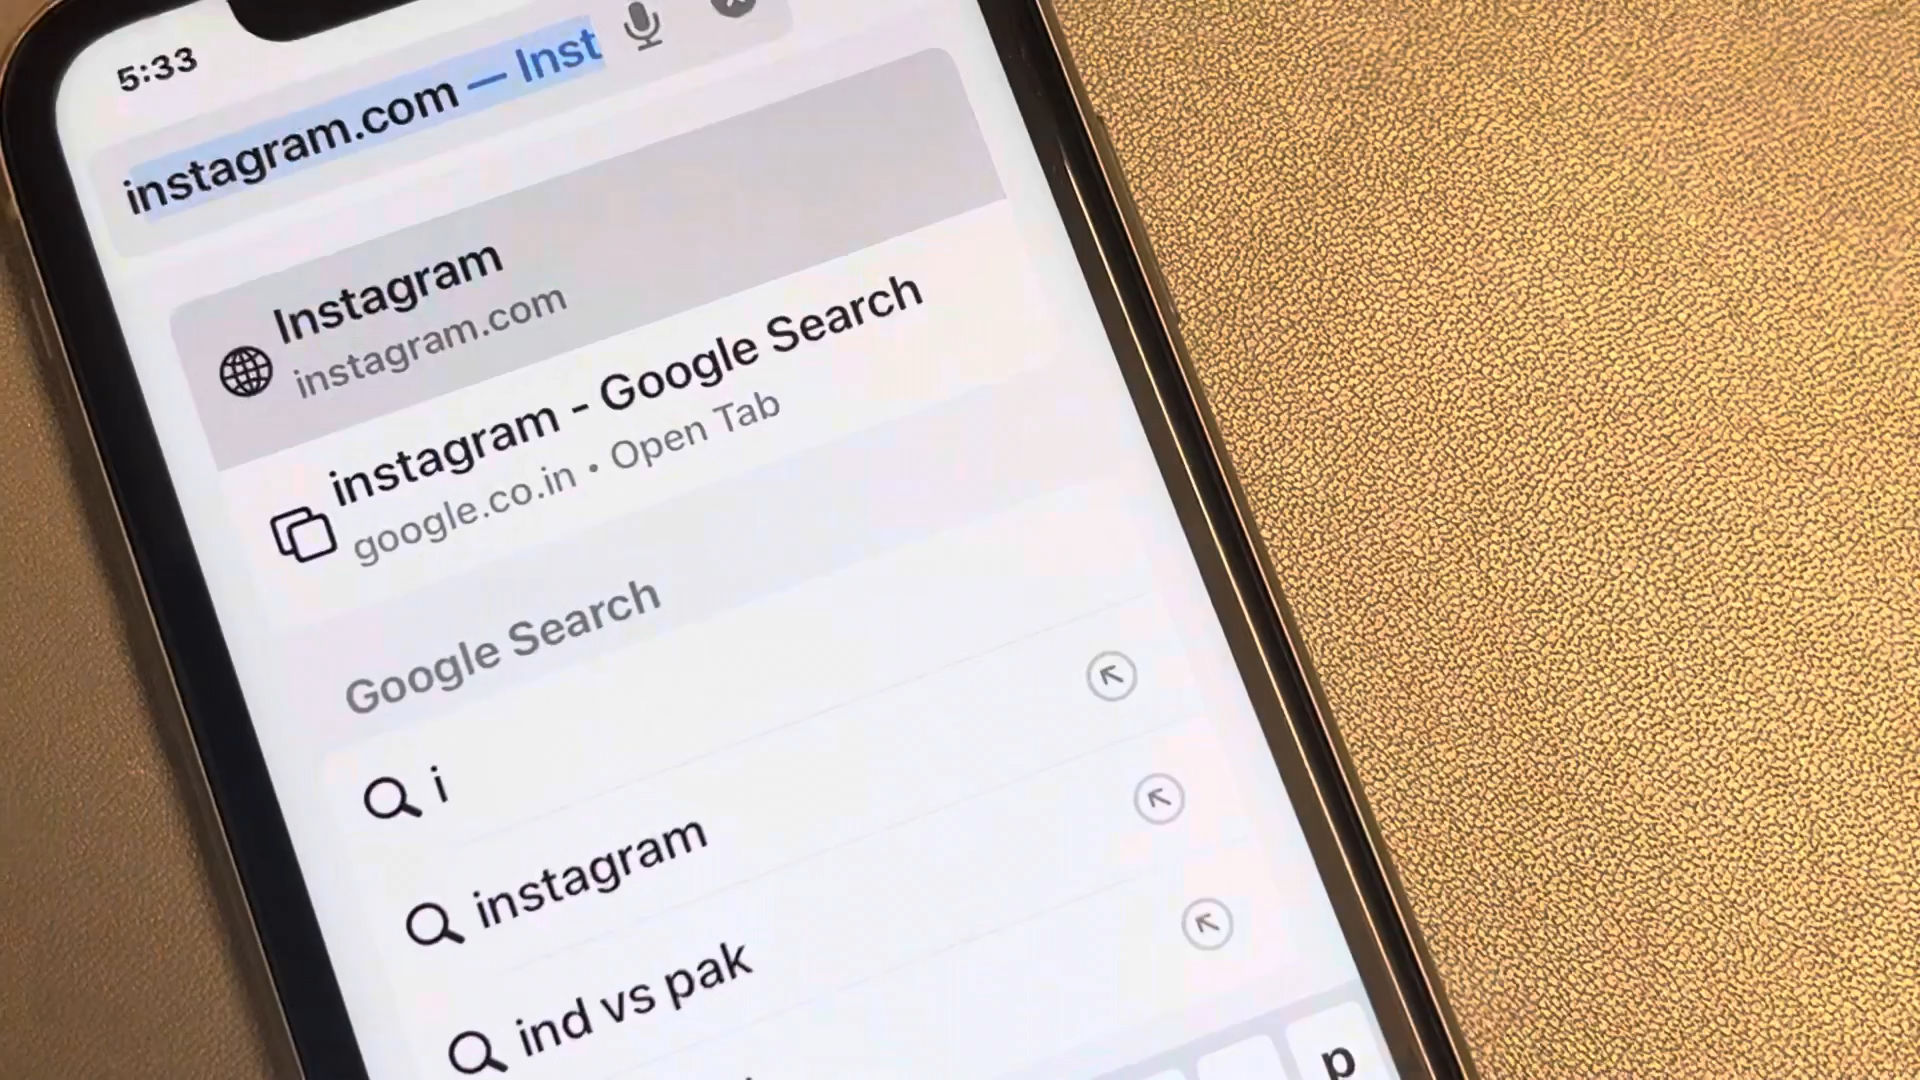 5:33
instagram.com — Inst
Instagram
instagram.com
instagram - Google Search
google.co.in • Open Tab
Google Search
i
instagram
ind vs pak
p